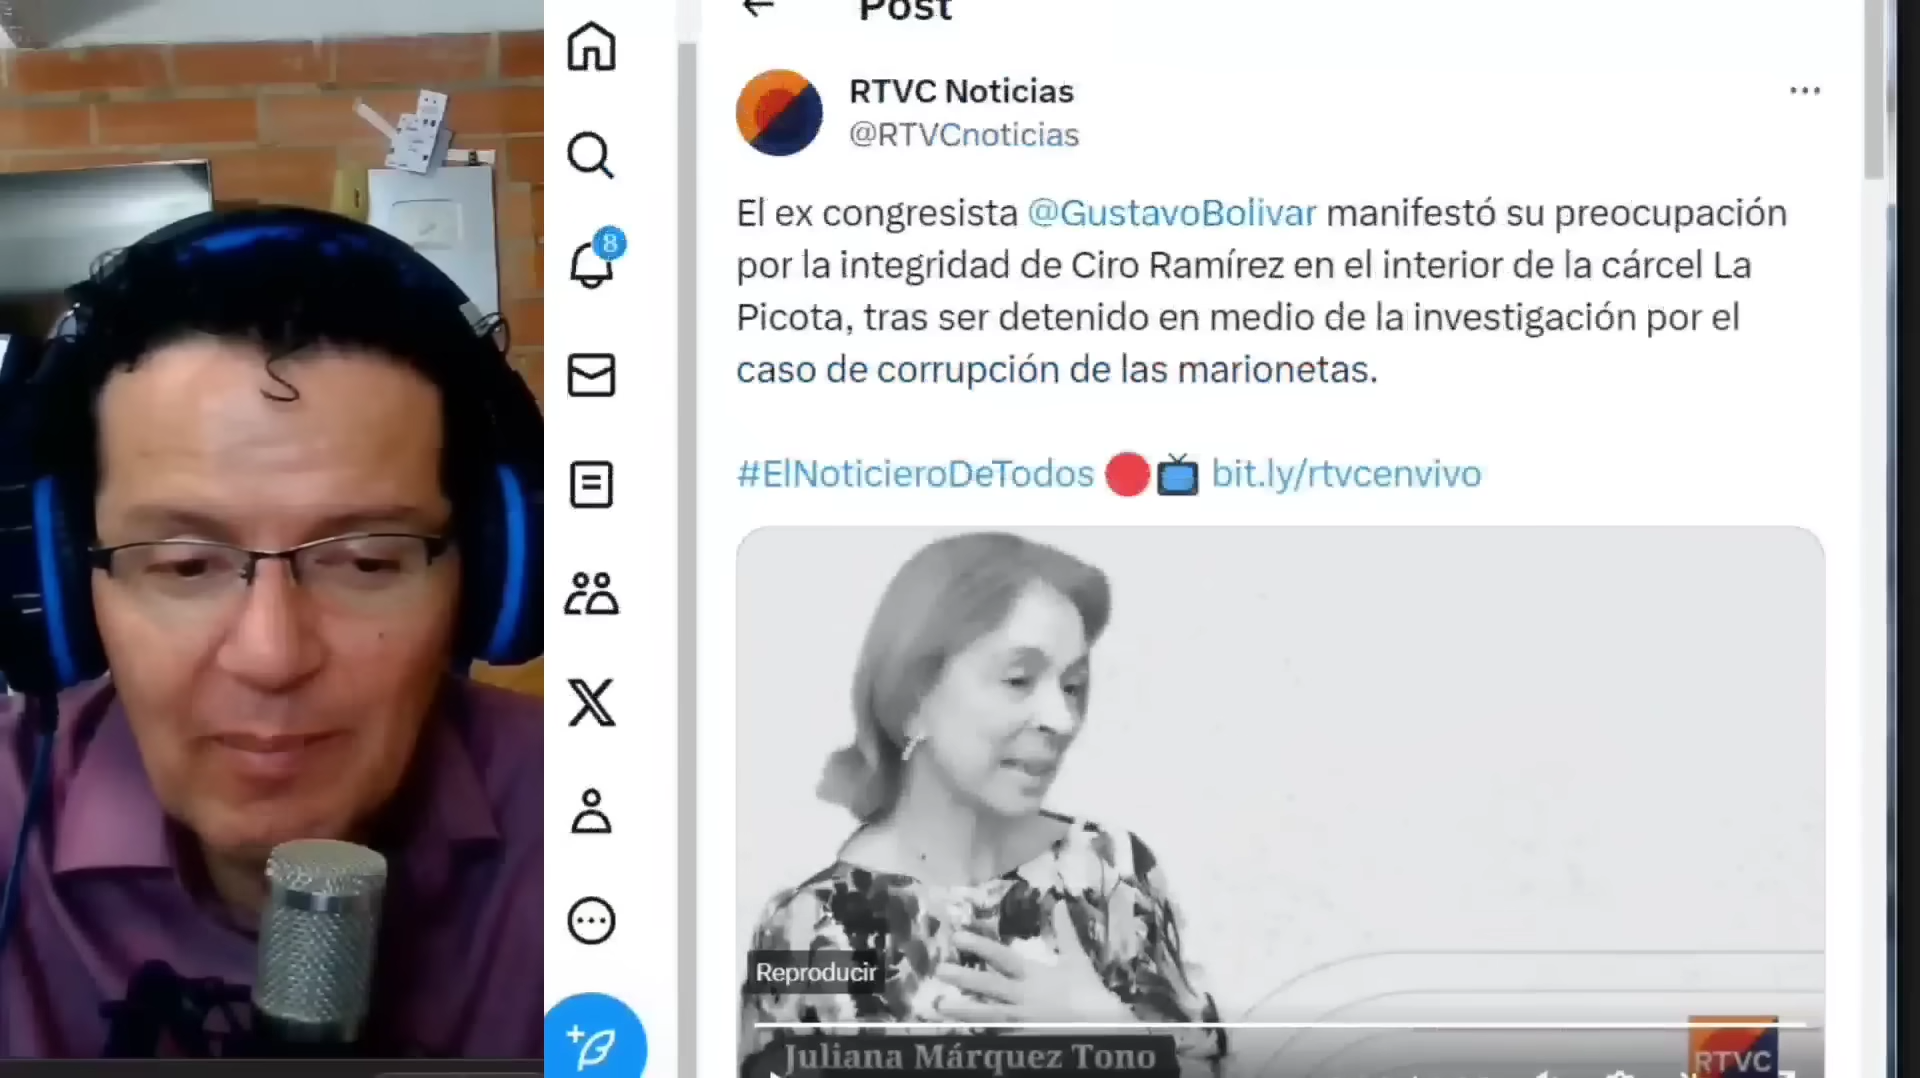 Post
RTVC Noticias
@RTVCnoticias
El ex congresista @GustavoBolivar manifestó su preocupación
por la integridad de Ciro Ramírez en el interior de la cárcel La
Picota, tras ser detenido en medio de la investigación por el
caso de corrupción de las marionetas.
#ElNoticieroDeTodos bit.ly/rtvcenvivo
8
Reproducir
Juliana Márquez Tono
RTVC